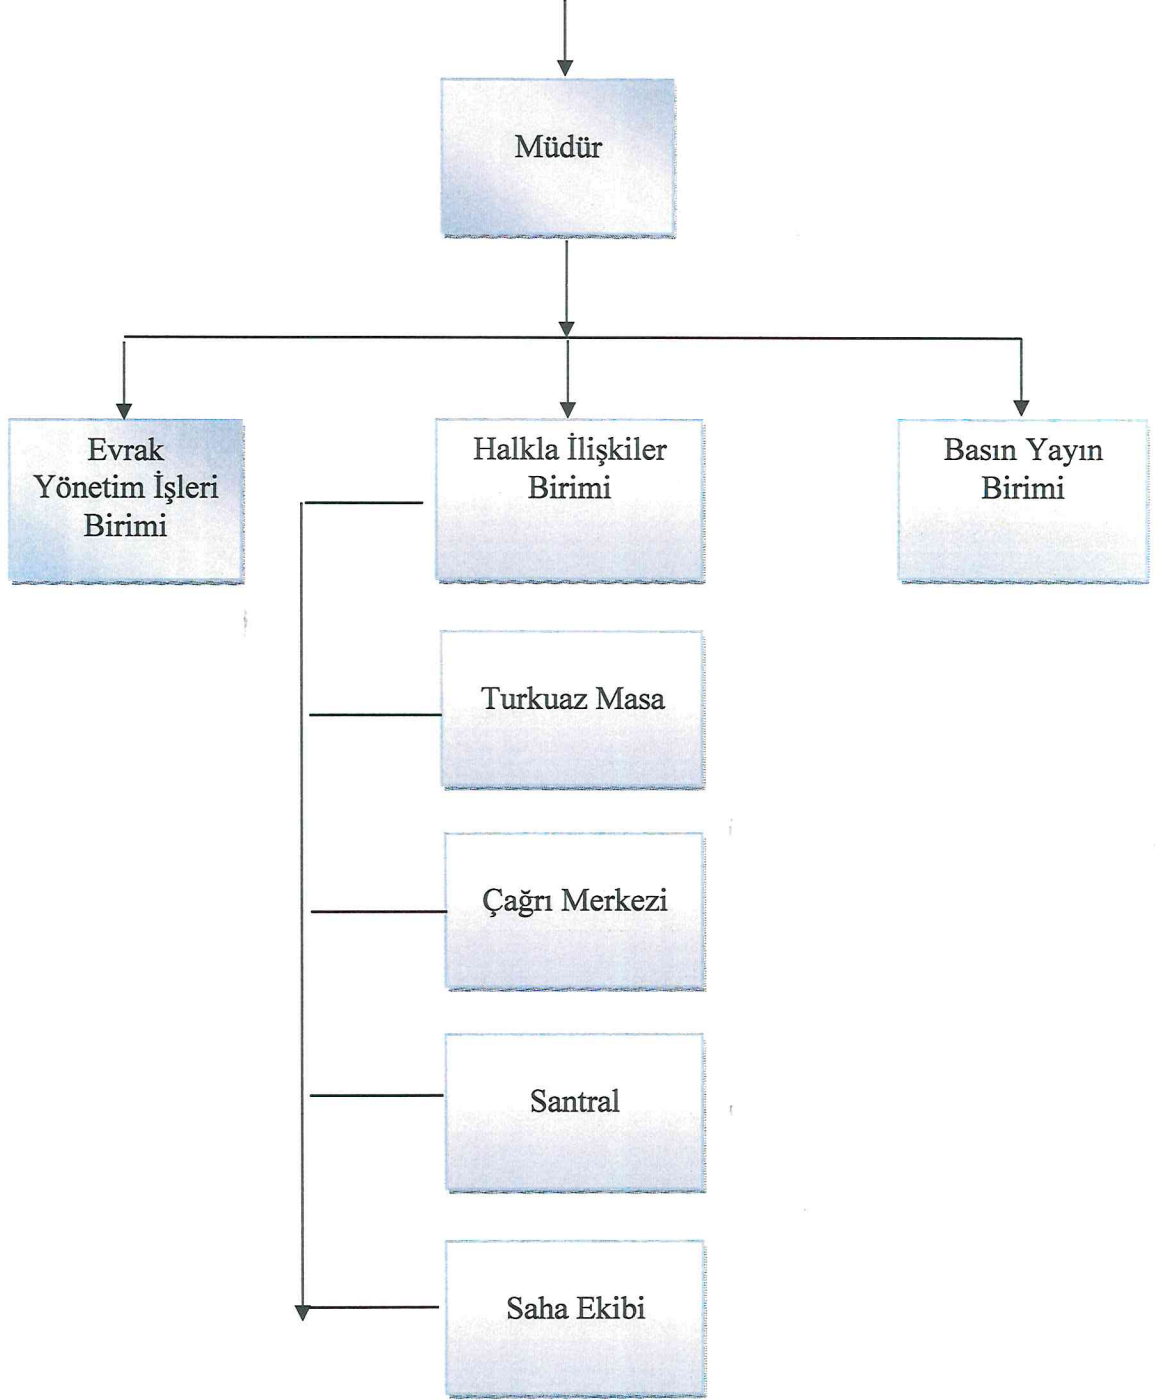 Müdür
Evrak
Yönetim İşleri
Birimi
Halkla İlişkiler
Birimi
Basın Yayın
Birimi
Turkuaz Masa
Çağrı Merkezi
Santral
Saha Ekibi